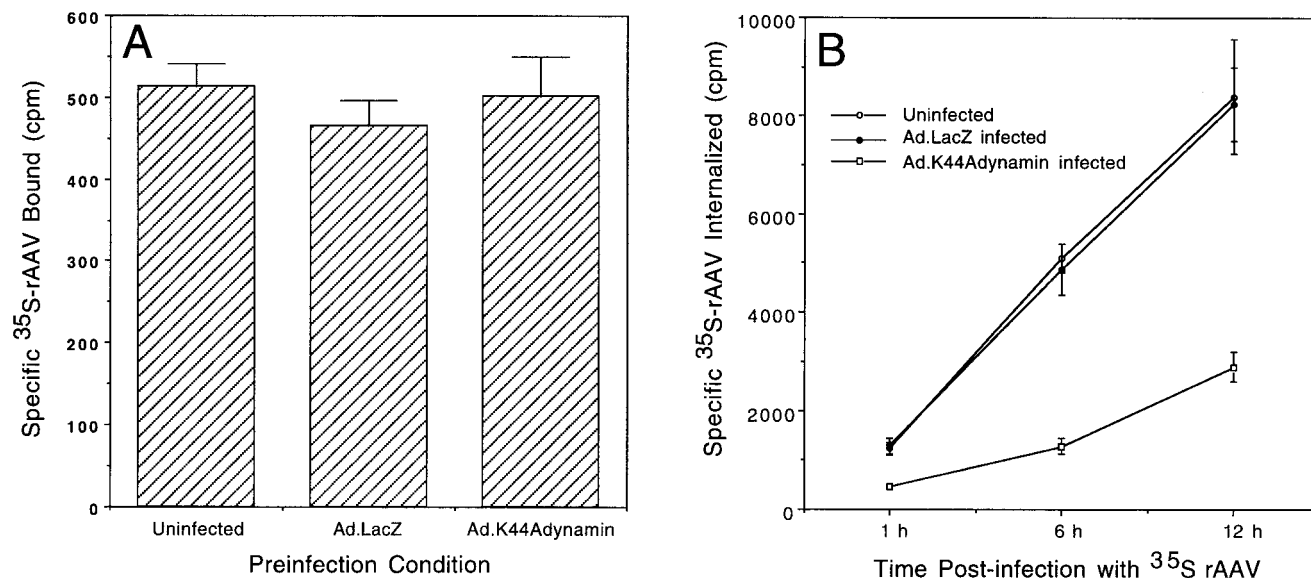 A
Specific 35S-rAAV Bound (cpm)
600
500
400
300
200
100
0
Uninfected
Ad.LacZ
Ad.K44Adynamin
Preinfection Condition
B
Specific 35S-rAAV Internalized (cpm)
10000
8000
6000
4000
2000
0
Uninfected
Ad.LacZ infected
Ad.K44Adynamin infected
1 h
6 h
12 h
Time Post-infection with 35S rAAV